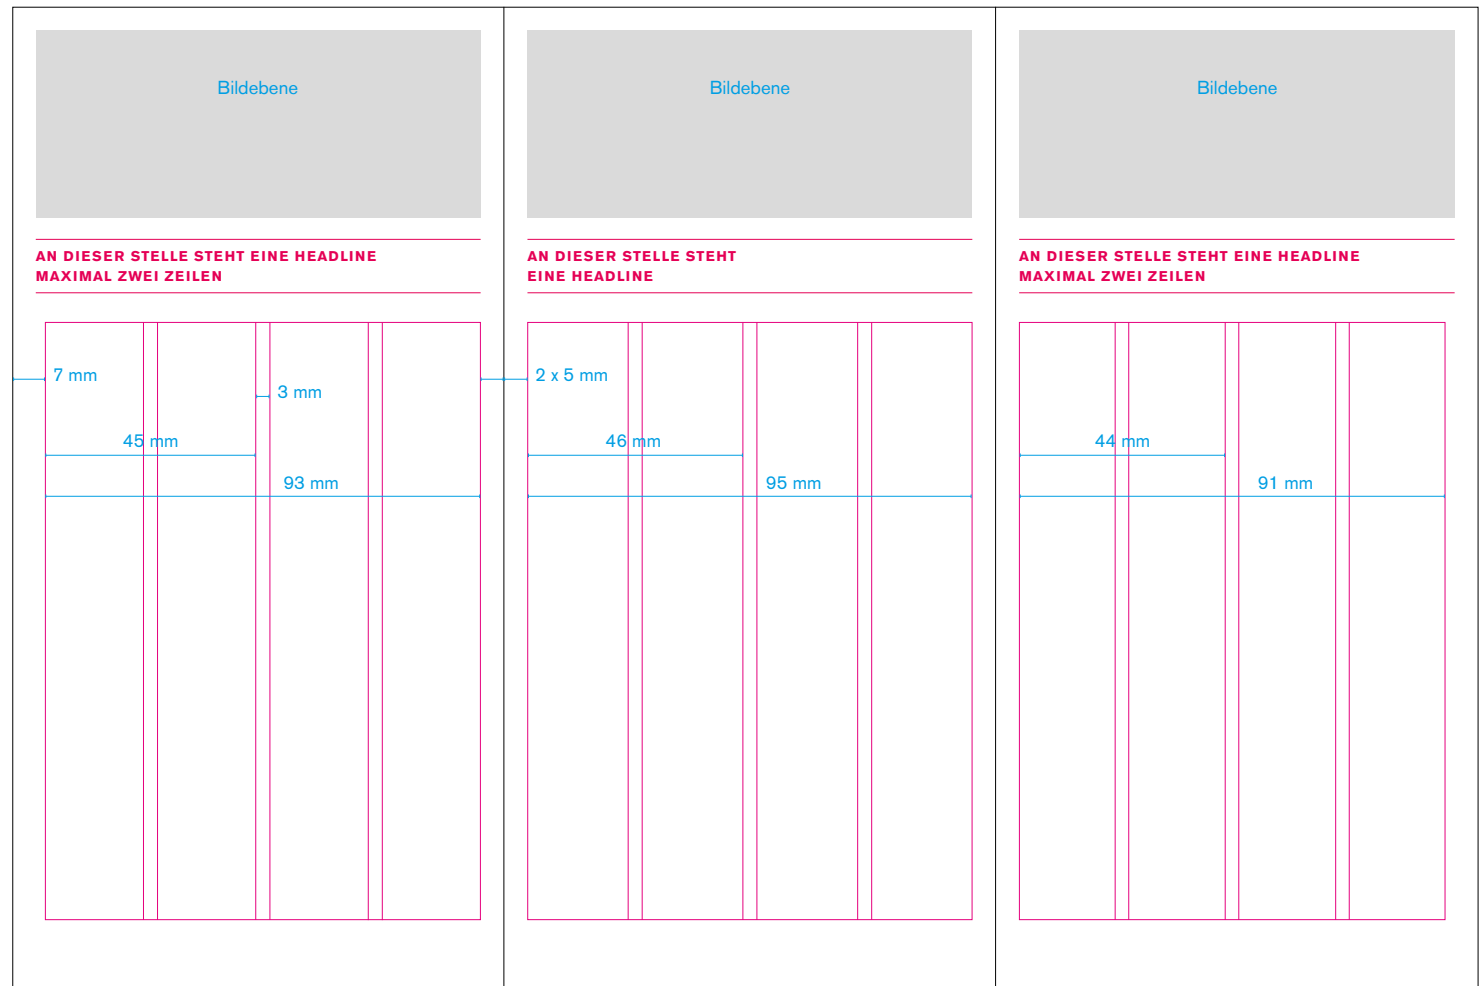 Bildebene
Bildebene
Bildebene
AN DIESER STELLE STEHT EINE HEADLINE
MAXIMAL ZWEI ZEILEN
AN DIESER STELLE STEHT
EINE HEADLINE
AN DIESER STELLE STEHT EINE HEADLINE
MAXIMAL ZWEI ZEILEN
7 mm
3 mm
45 mm
93 mm
2 x 5 mm
46 mm
95 mm
44 mm
91 mm